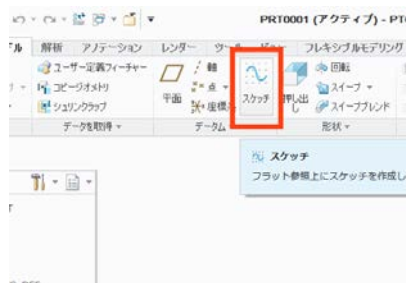 PRT0001 (アクティブ) - PT
解析 アノテーション レンダー ツール ビュー フレキシブルモデリング
ユーザー定義フィーチャー
コピージオメトリ
シュリンクラップ
データを取得
平面
軸
点
座標
データム
スケッチ
押し出し
回転
スイープ
スイープブレンド
形状
スケッチ
フラット参照上にスケッチを作成し